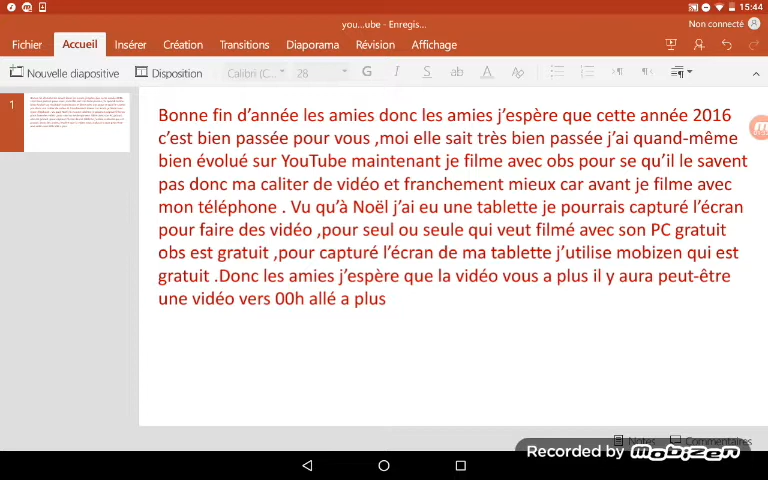 15:44
you...ube - Enregis...
Non connecté
Fichier Accueil Insérer Création Transitions Diaporama Révision Affichage
Nouvelle diapositive Disposition Calibri (C... 28 G I S ab A
1
Bonne fin d’année les amies donc les amies j’espère que cette année 2016
c’est bien passée pour vous ,moi elle sait très bien passée j’ai quand-même
bien évolué sur YouTube maintenant je filme avec obs pour se qu’il le savent
pas donc ma caliter de vidéo et franchement mieux car avant je filme avec
mon téléphone . Vu qu’à Noël j’ai eu une tablette je pourrais capturé l’écran
pour faire des vidéo ,pour seul ou seule qui veut filmé avec son PC gratuit
obs est gratuit ,pour capturé l’écran de ma tablette j’utilise mobizen qui est
gratuit .Donc les amies j’espère que la vidéo vous a plus il y aura peut-être
une vidéo vers 00h allé a plus
Notes Commentaires
Recorded by mobizen